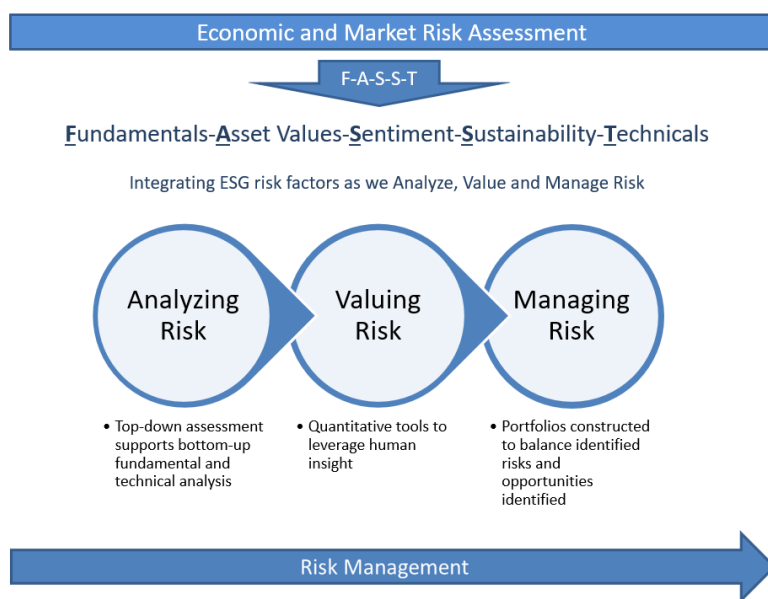 Economic and Market Risk Assessment
F-A-S-S-T
Fundamentals-Asset Values-Sentiment-Sustainability-Technicals
Integrating ESG risk factors as we Analyze, Value and Manage Risk
Analyzing
Risk
Valuing
Risk
Managing
Risk
• Top-down assessment
supports bottom-up
fundamental and
technical analysis
• Quantitative tools to
leverage human
insight
• Portfolios constructed
to balance identified
risks and
opportunities
identified
Risk Management